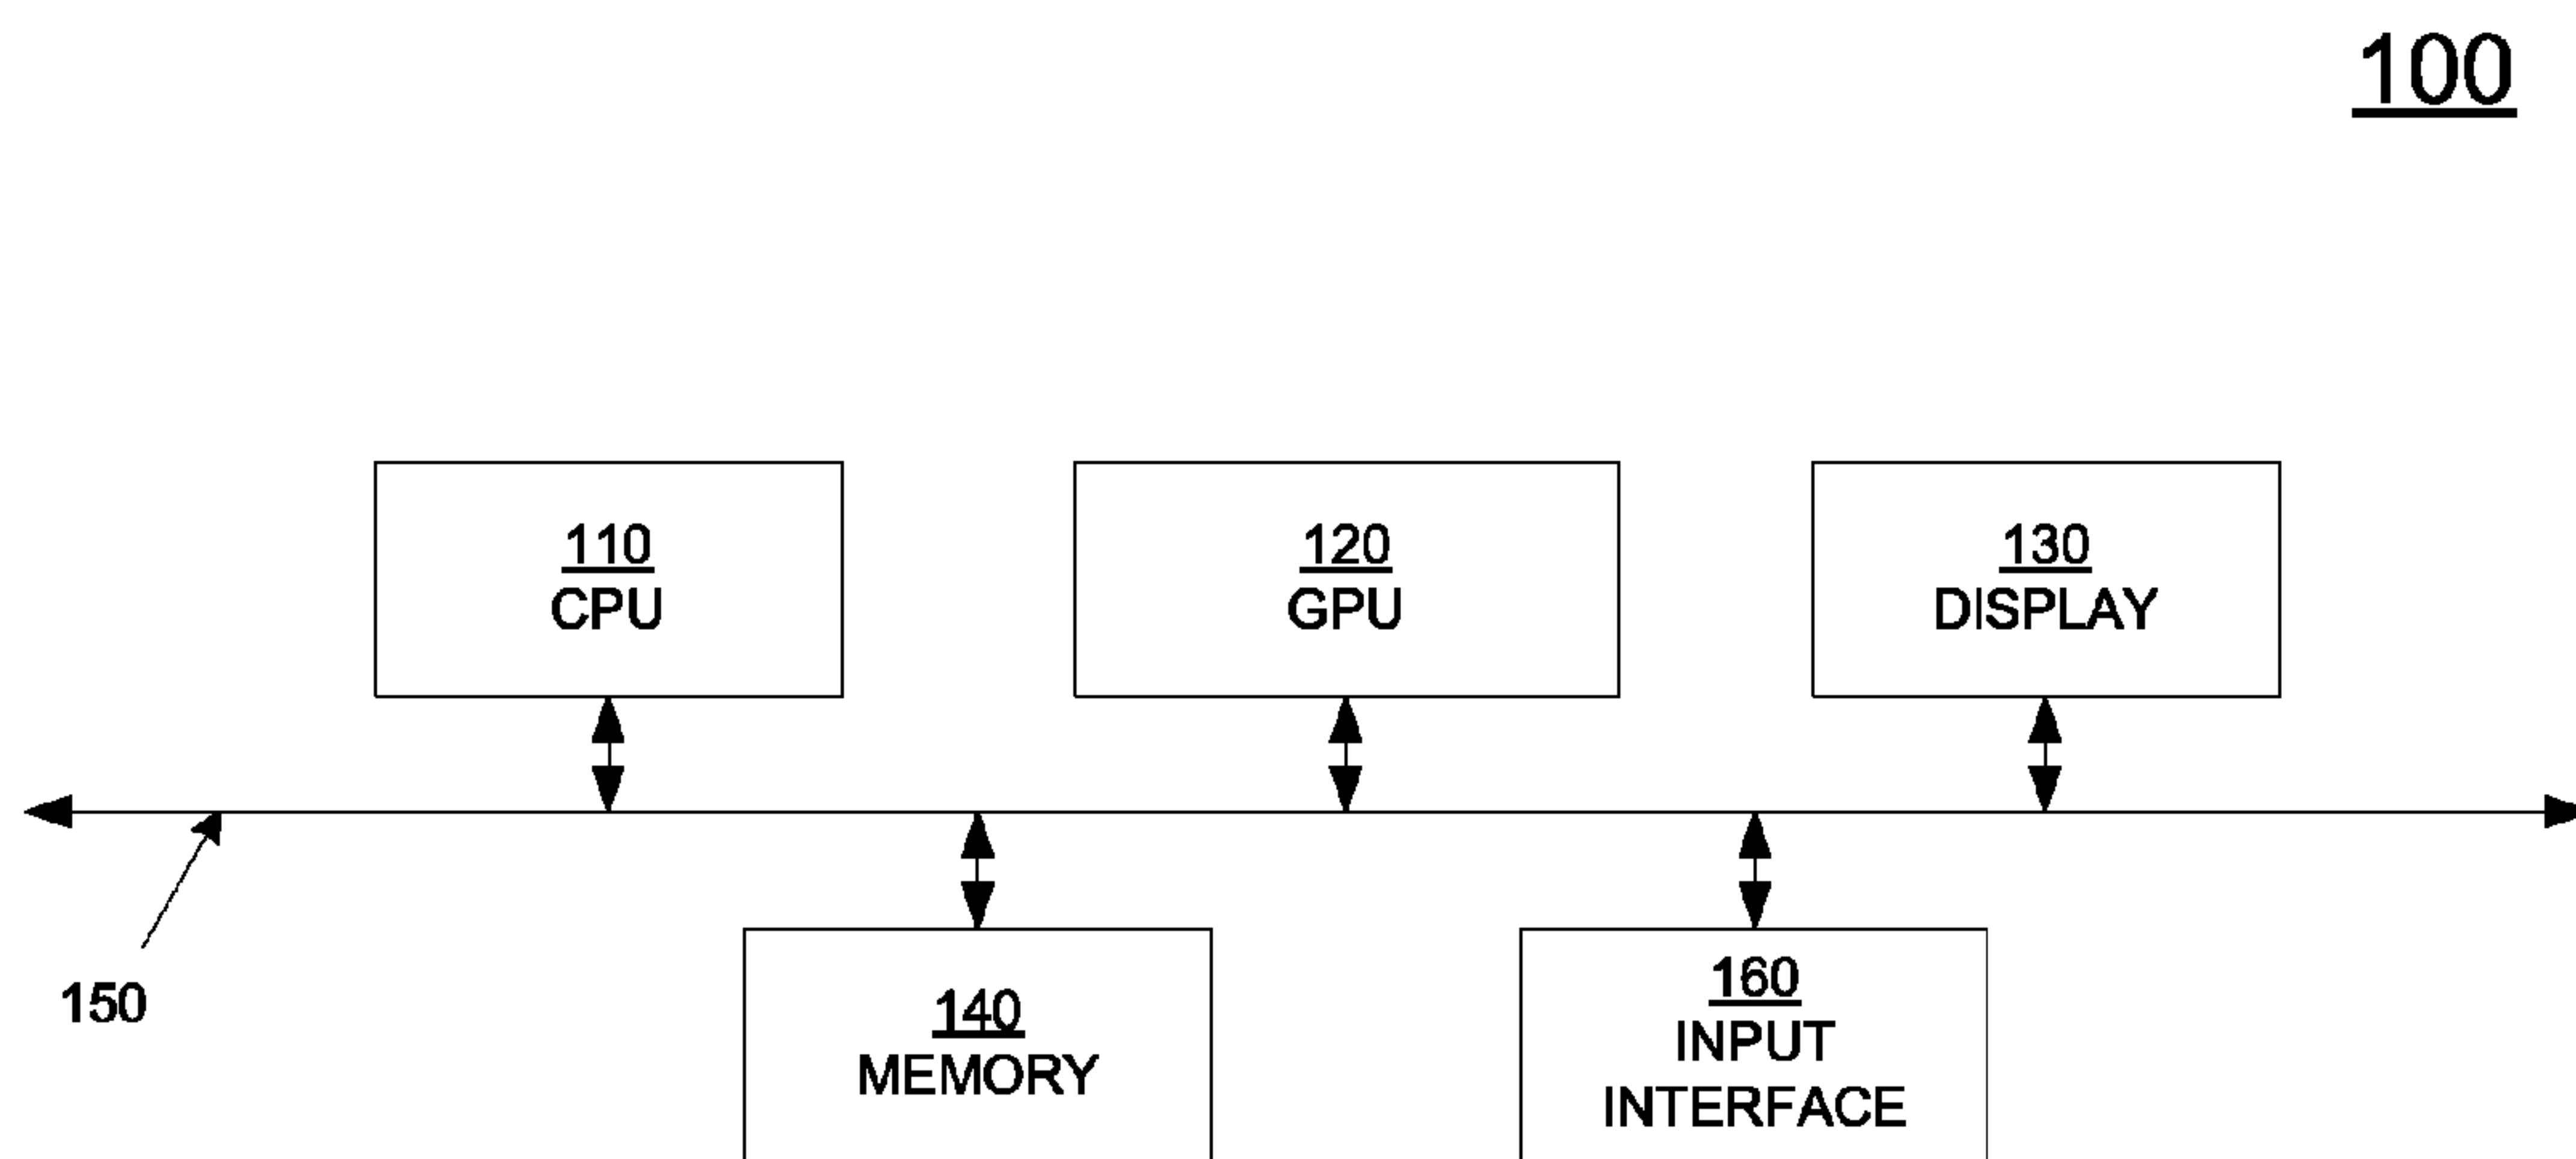 100
110
CPU
120
GPU
130
DISPLAY
150
140
MEMORY
160
INPUT
INTERFACE